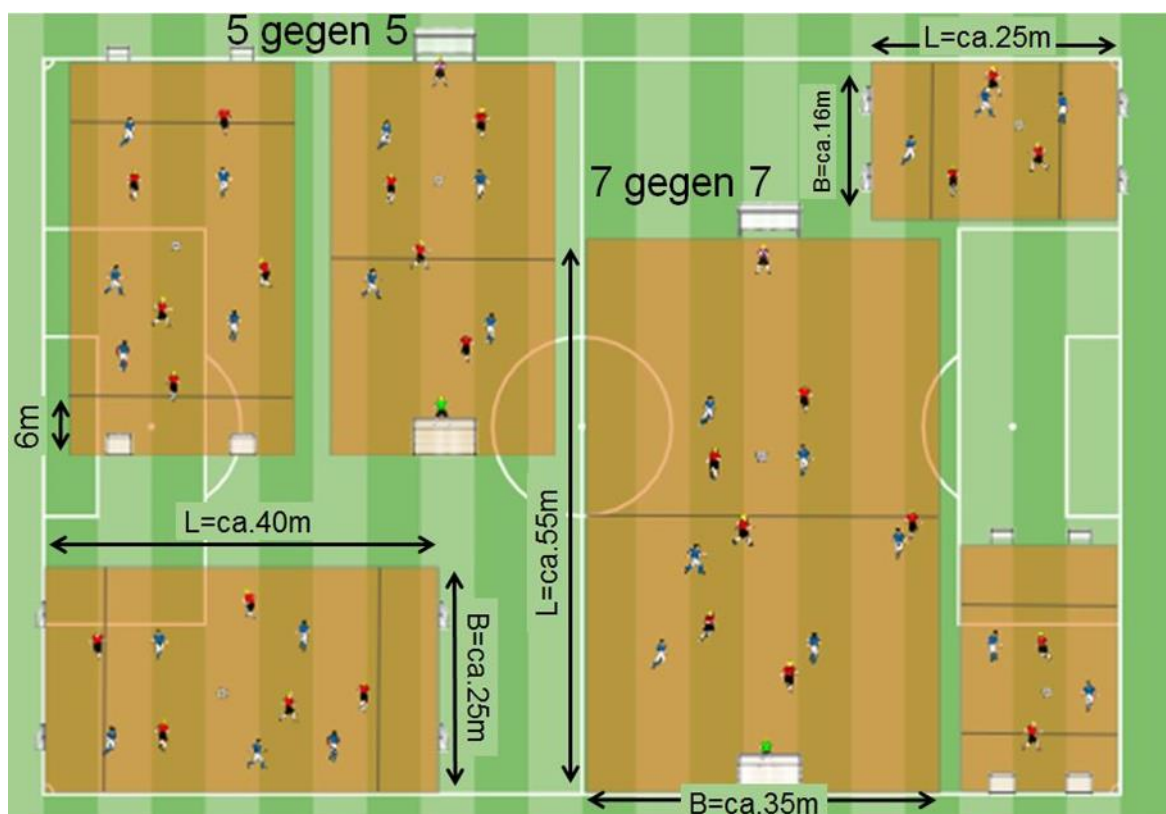 5 gegen 5
L=ca.25m
B=ca.16m
7 gegen 7
6m
L=ca.40m
L=ca.55m
B=ca.25m
B=ca.35m